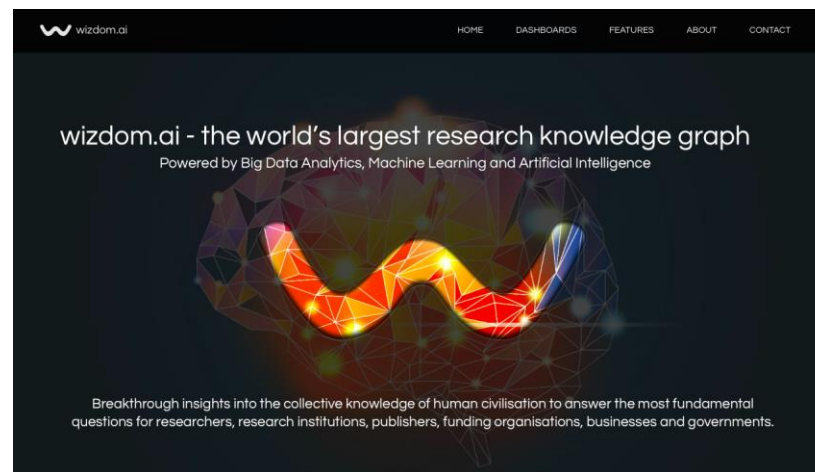 wizdom.ai
HOME DASHBOARDS FEATURES ABOUT CONTACT
wizdom.ai - the world's largest research knowledge graph
Powered by Big Data Analytics, Machine Learning and Artificial Intelligence
Breakthrough insights into the collective knowledge of human civilisation to answer the most fundamental
questions for researchers, research institutions, publishers, funding organisations, businesses and governments.